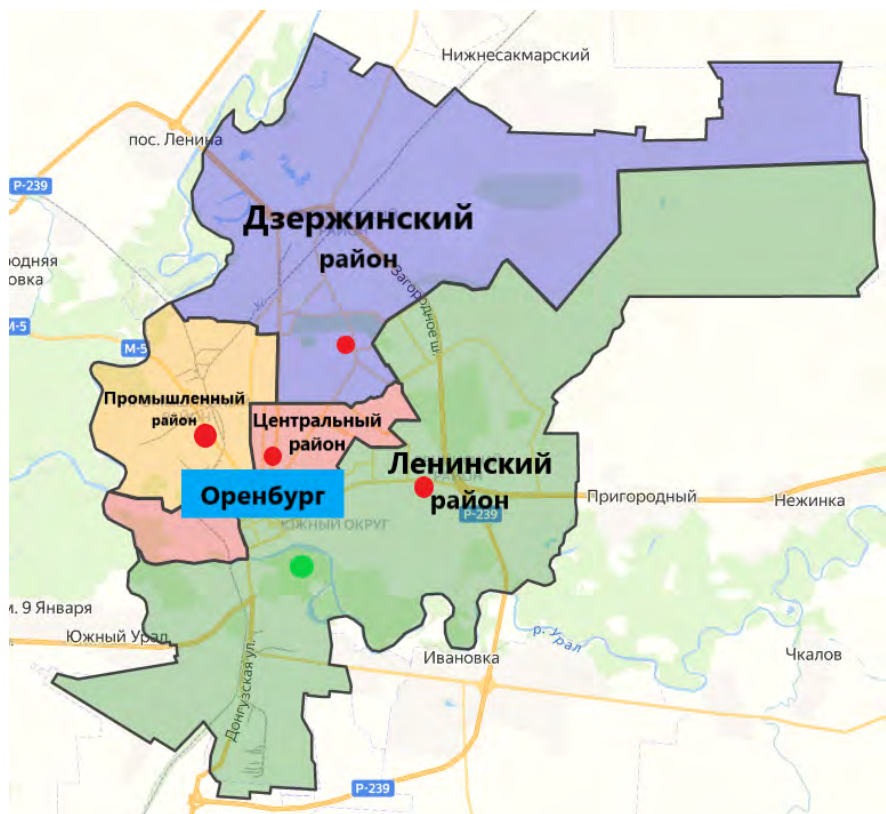 Нижнесакмарский
пос. Ленина
Р-239
Дзержинский
район
Загородное ш.
М-5
М-5
Промышленный
район
Центральный
район
Ленинский
район
Оренбург
ЮЖНЫЙ ОКРУГ
Р-239
Пригородный
Нежинка
9 Января
Южный Урал
р. Урал
Ивановка
Чкалов
Донгузская ул.
Р-239